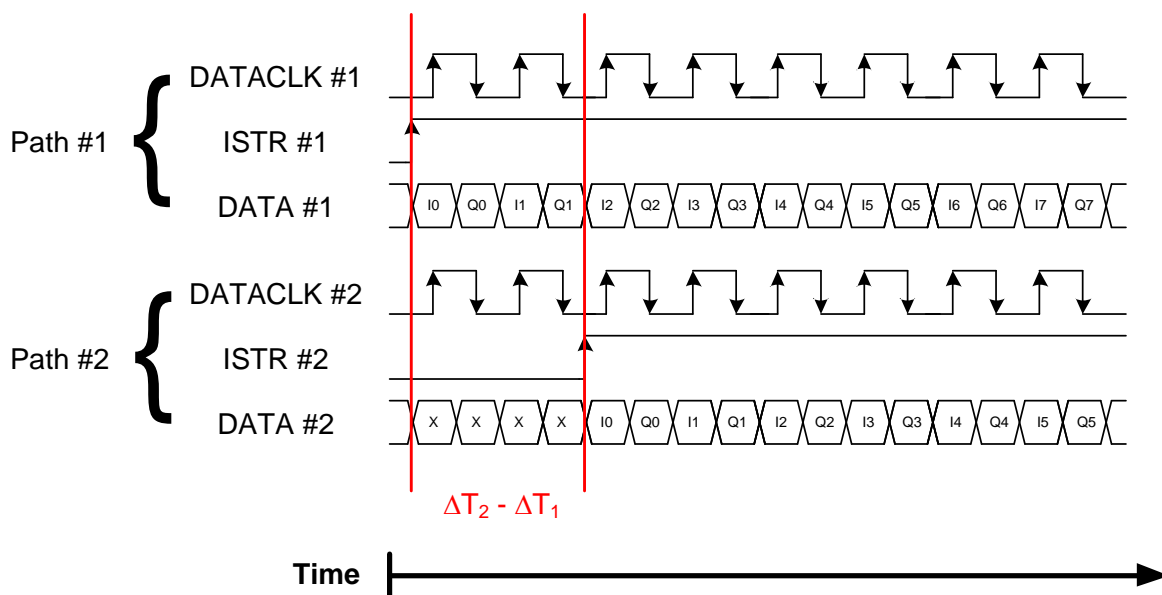 DATACLK #1
Path #1
ISTR #1
DATA #1
I0 Q0 I1 Q1 I2 Q2 I3 Q3 I4 Q4 I5 Q5 I6 Q6 I7 Q7
DATACLK #2
Path #2
ISTR #2
DATA #2
X X X X I0 Q0 I1 Q1 I2 Q2 I3 Q3 I4 Q4 I5 Q5
ΔT₂ - ΔT₁
Time